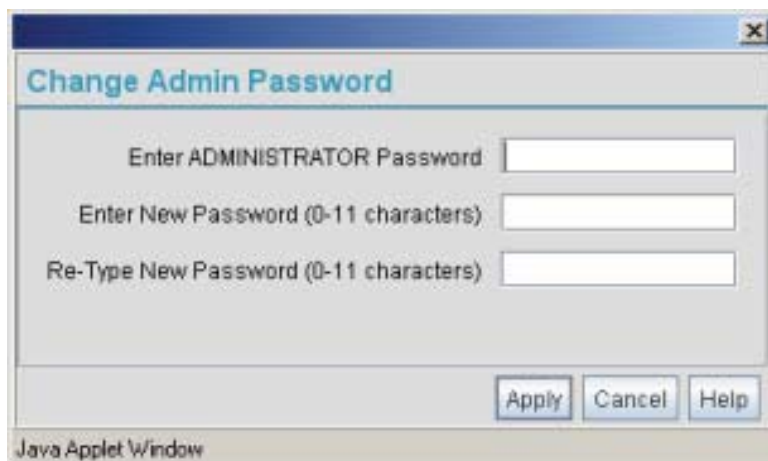 Change Admin Password
Enter ADMINISTRATOR Password
Enter New Password (0-11 characters)
Re-Type New Password (0-11 characters)
Apply Cancel Help
Java Applet Window